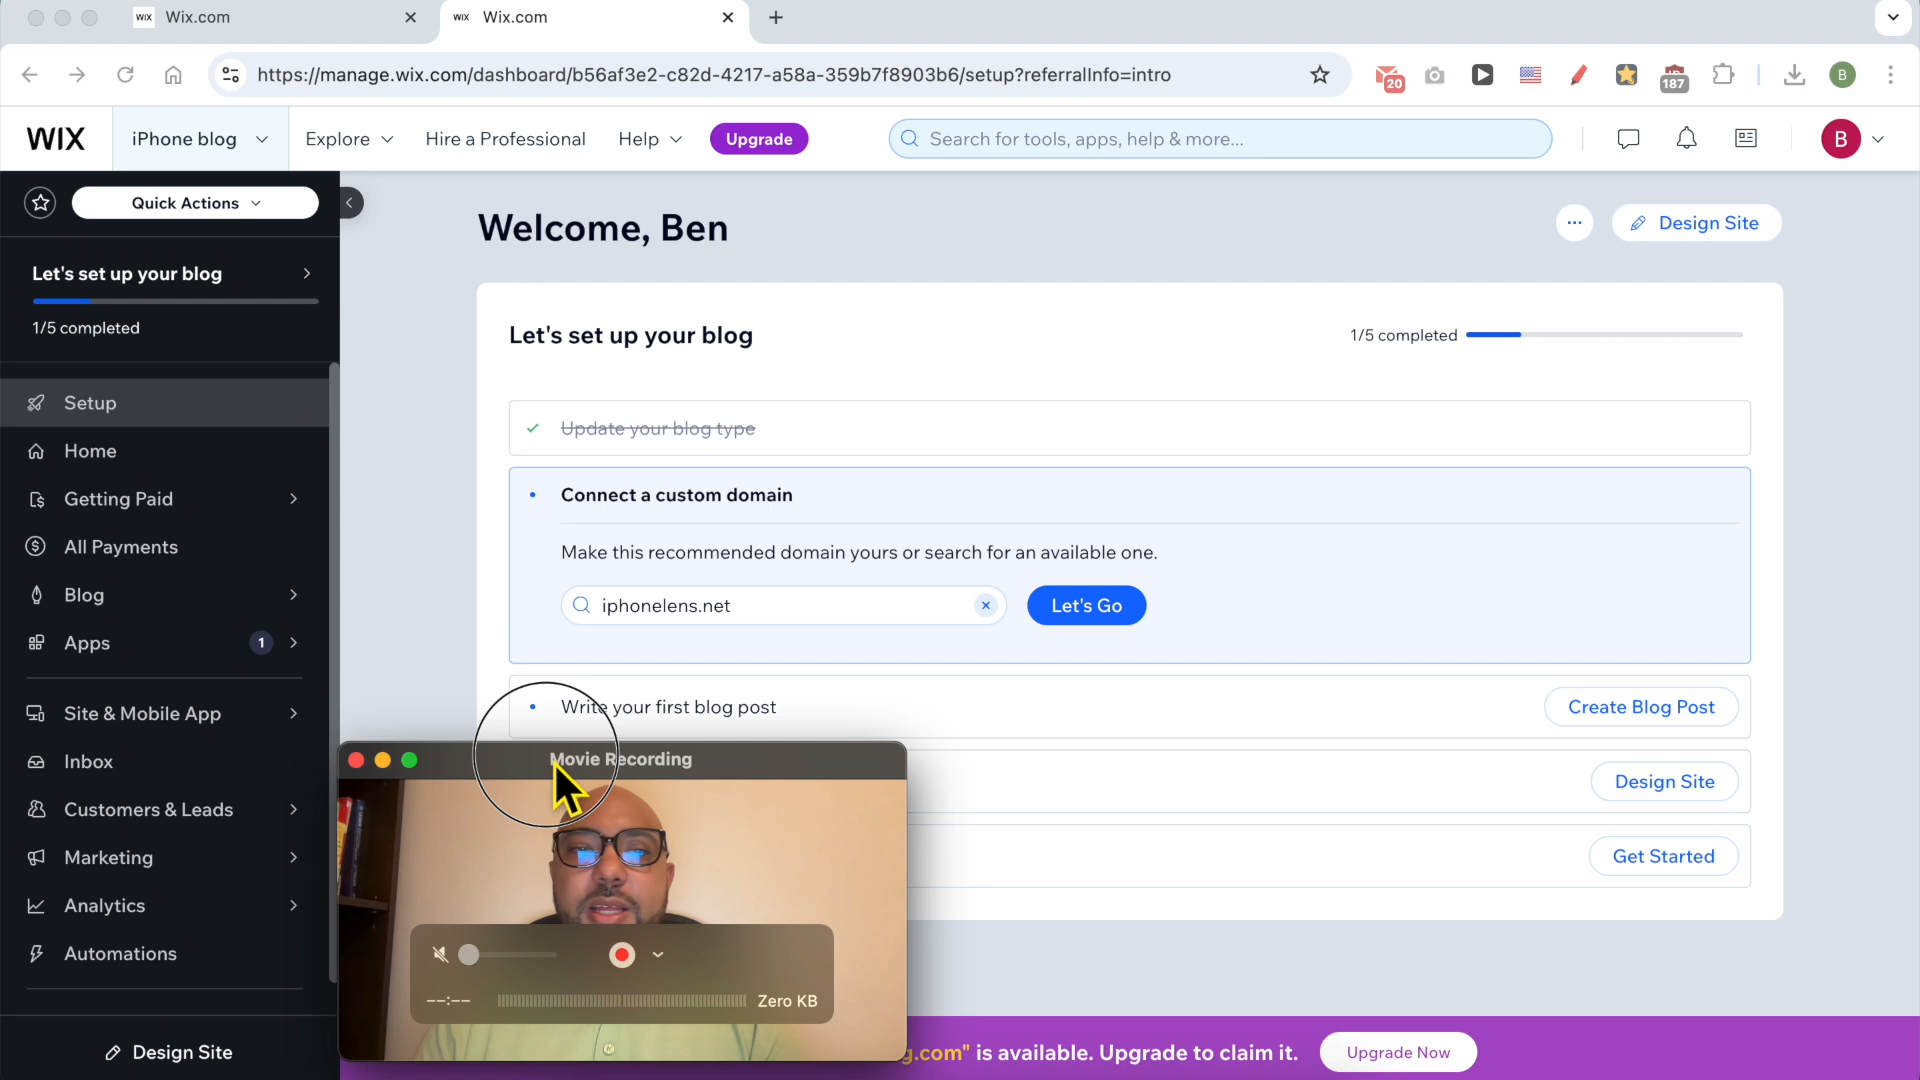 WIX Wix.com
WIX Wix.com
https://manage.wix.com/dashboard/b56af3e2-c82d-4217-a58a-359b7f8903b6/setup?referralInfo=intro
20
187
B
WIX
iPhone blog
Explore
Hire a Professional
Help
Upgrade
Search for tools, apps, help & more...
B
Quick Actions
Let's set up your blog
1/5 completed
Setup
Home
Getting Paid
All Payments
Blog
Apps 1
Site & Mobile App
Inbox
Customers & Leads
Marketing
Analytics
Automations
Design Site
Welcome, Ben
Design Site
Let's set up your blog
1/5 completed
Update your blog type
Connect a custom domain
Make this recommended domain yours or search for an available one.
iphonelens.net
Let's Go
Write your first blog post
Create Blog Post
Design Site
Get Started
Movie Recording
--:--
Zero KB
g.com" is available. Upgrade to claim it.
Upgrade Now